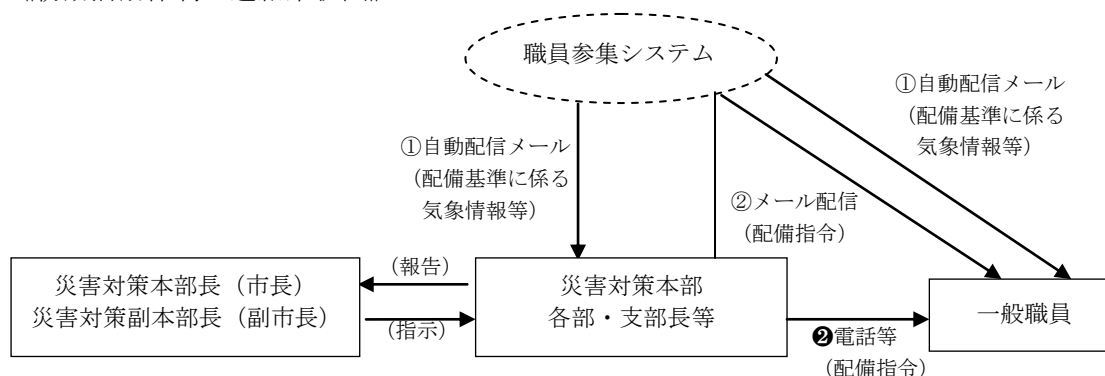 職員参集システム
①自動配信メール
（配備基準に係る
気象情報等）
①自動配信メール
（配備基準に係る
気象情報等）
②メール配信
（配備指令）
災害対策本部長（市長）
災害対策副本部長（副市長）
（報告）
（指示）
災害対策本部
各部・支部長等
❷電話等
（配備指令）
一般職員